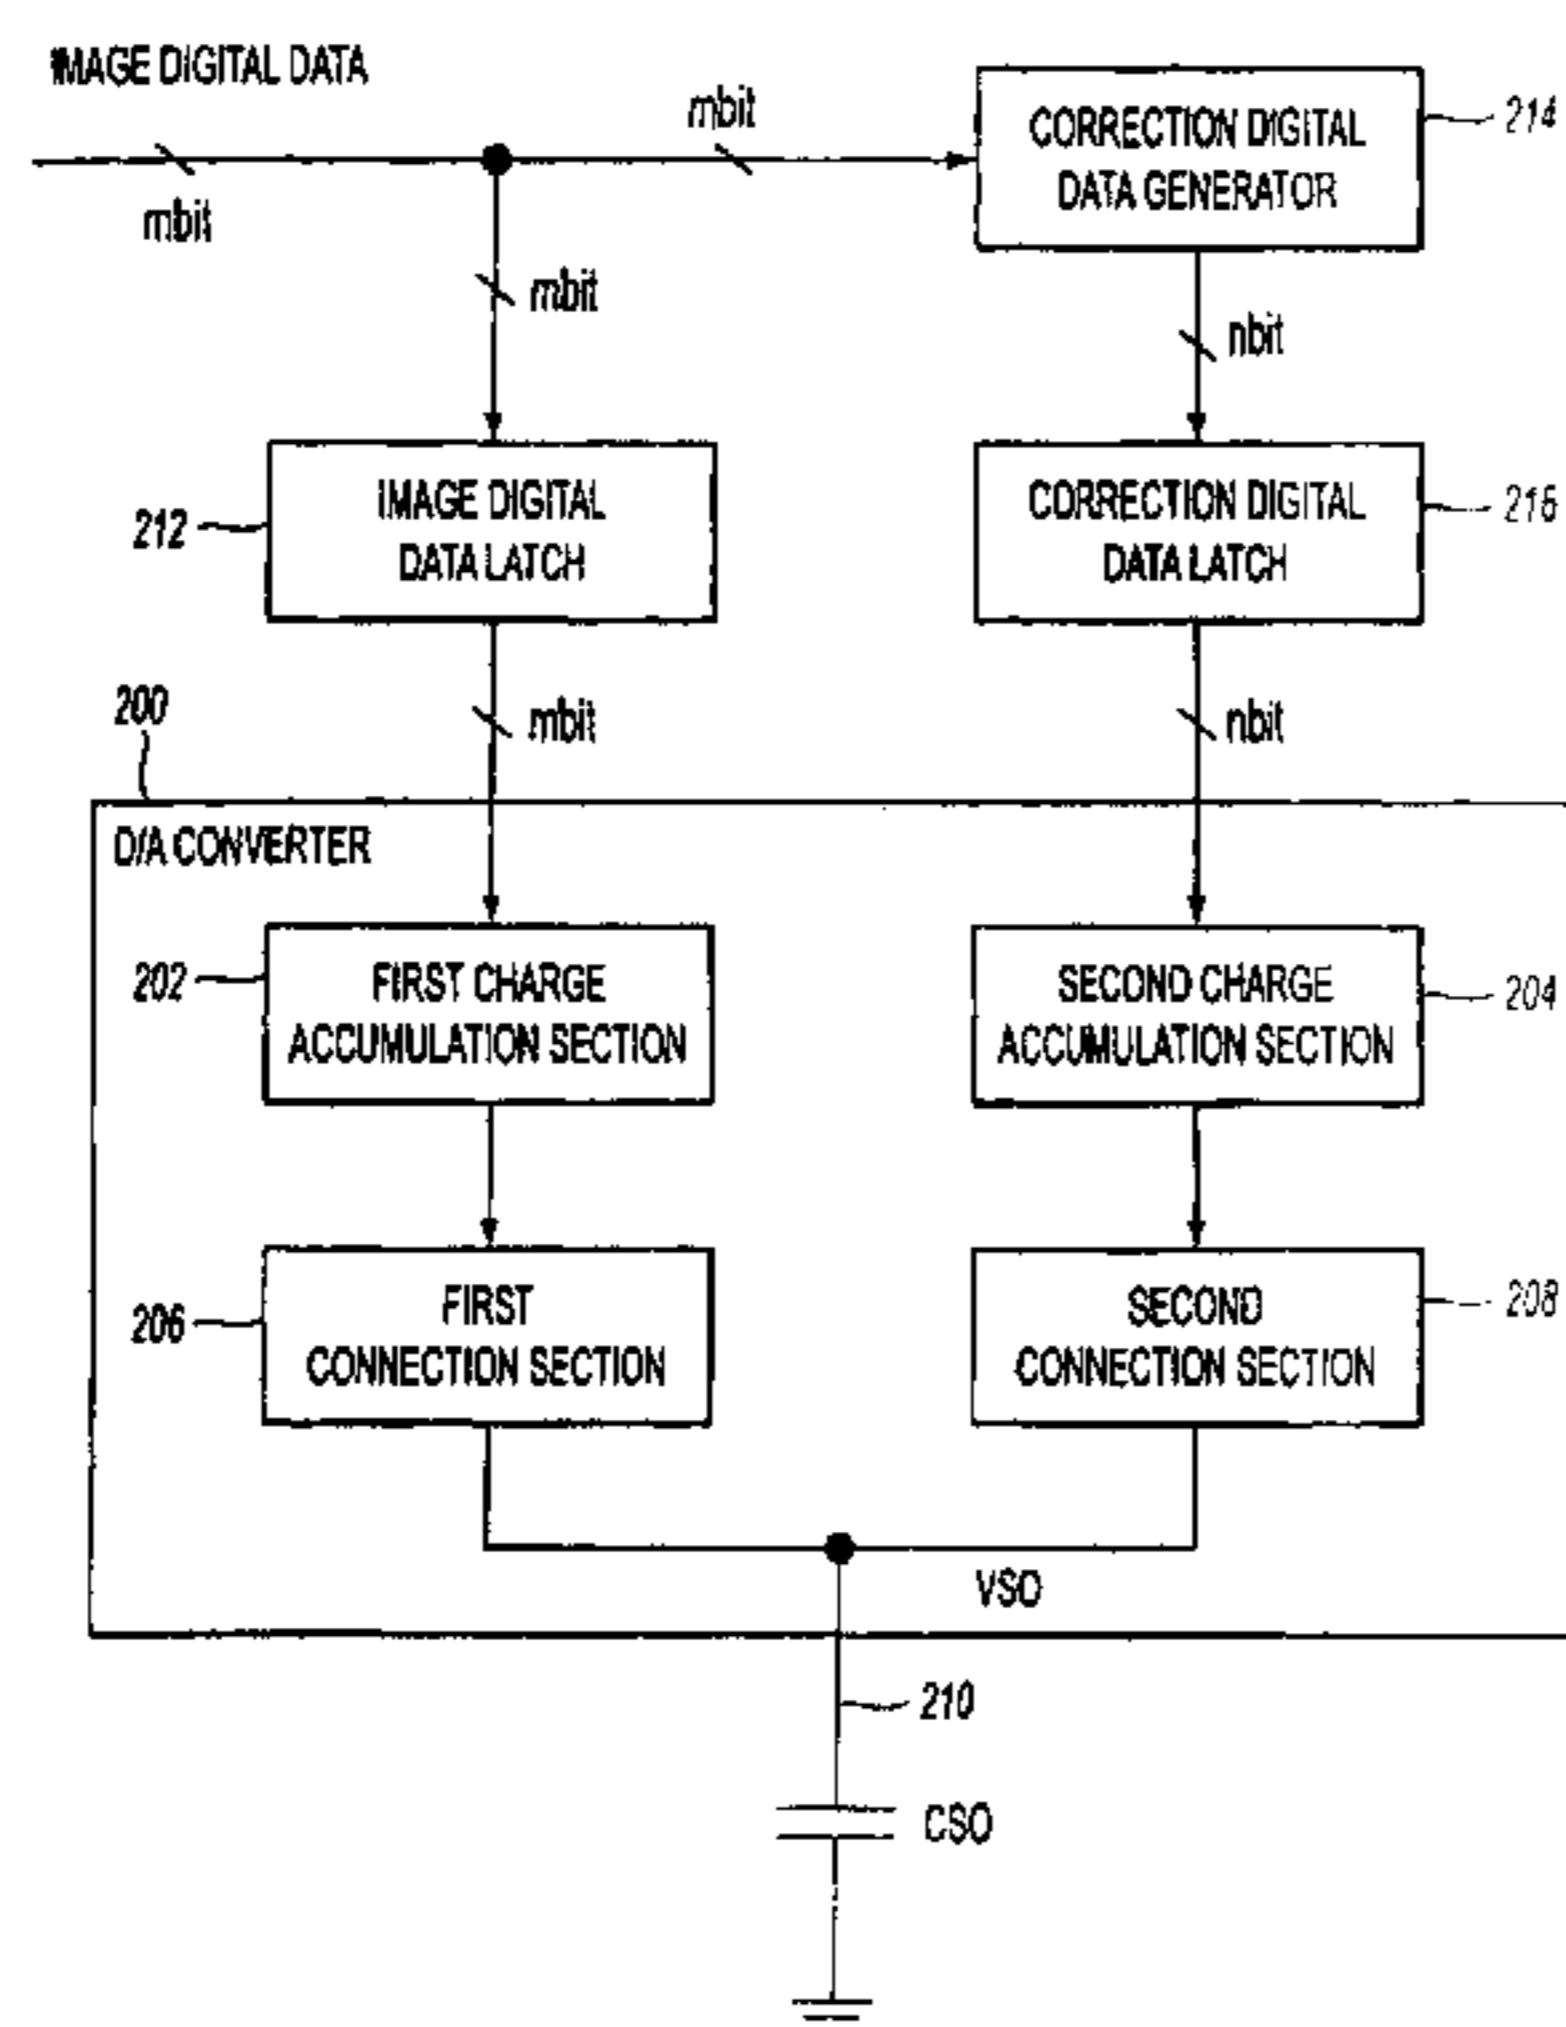 IMAGE DIGITAL DATA
mbit
mbit
CORRECTION DIGITAL
DATA GENERATOR
214
mbit
nbit
212
IMAGE DIGITAL
DATA LATCH
CORRECTION DIGITAL
DATA LATCH
216
200
mbit
nbit
D/A CONVERTER
202
FIRST CHARGE
ACCUMULATION SECTION
SECOND CHARGE
ACCUMULATION SECTION
204
206
FIRST
CONNECTION SECTION
SECOND
CONNECTION SECTION
208
VSO
210
CSO